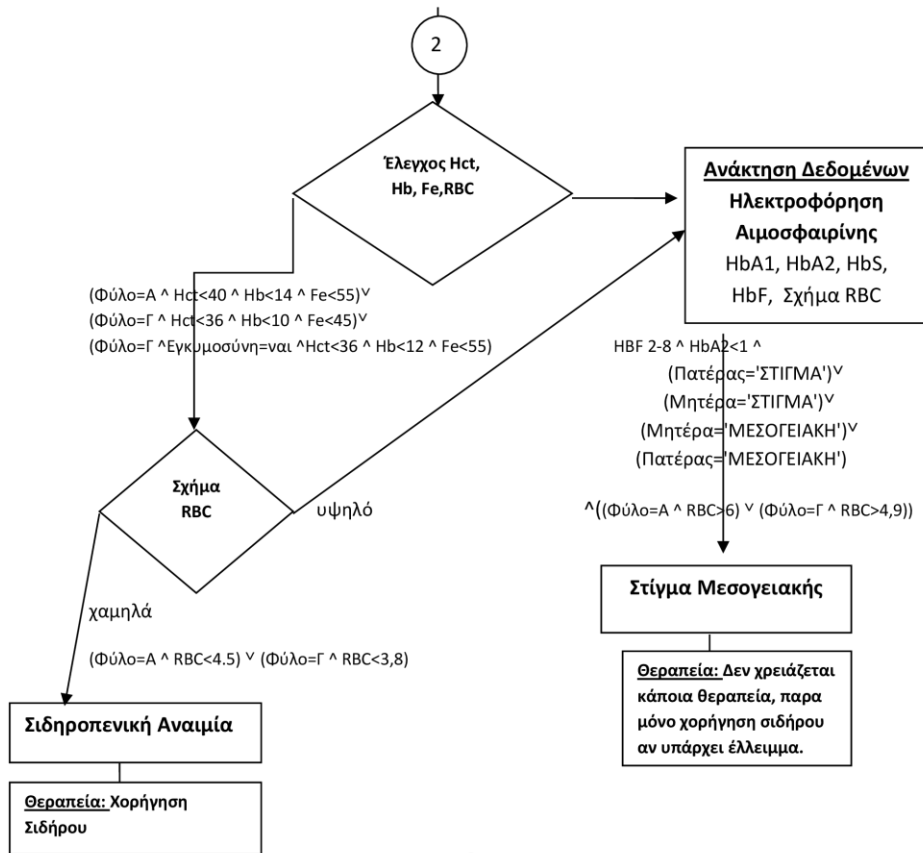 2
Έλεγχος Hct,
Hb, Fe,RBC
Ανάκτηση Δεδομένων
Ηλεκτροφόρηση
Αιμοσφαιρίνης
HbA1, HbA2, HbS,
HbF, Σχήμα RBC
(Φύλο=Α ^ Hct<40 ^ Hb<14 ^ Fe<55)˅
(Φύλο=Γ ^ Hct<36 ^ Hb<10 ^ Fe<45)˅
(Φύλο=Γ ^Εγκυμοσύνη=ναι ^Hct<36 ^ Hb<12 ^ Fe<55)
HBF 2-8 ^ HbA2<1 ^
(Πατέρας='ΣΤΙΓΜΑ')˅
(Μητέρα='ΣΤΙΓΜΑ')˅
(Μητέρα='ΜΕΣΟΓΕΙΑΚΗ')˅
(Πατέρας='ΜΕΣΟΓΕΙΑΚΗ')
^((Φύλο=Α ^ RBC>6) ˅ (Φύλο=Γ ^ RBC>4,9))
Σχήμα
RBC
υψηλό
χαμηλά
(Φύλο=Α ^ RBC<4.5) ˅ (Φύλο=Γ ^ RBC<3,8)
Στίγμα Μεσογειακής
Θεραπεία: Δεν χρειάζεται
κάποια θεραπεία, παρα
μόνο χορήγηση σιδήρου
αν υπάρχει έλλειμμα.
Σιδηροπενική Αναιμία
Θεραπεία: Χορήγηση
Σιδήρου